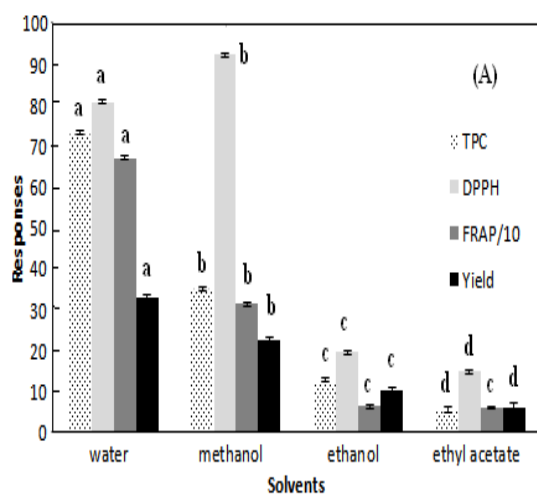 100
90
80
70
60
50
40
30
20
10
0
Responses
a
a
a
a
b
b
b
b
c
c
c
c
d
d
c
d
(A)
TPC
DPPH
FRAP/10
Yield
water methanol ethanol ethyl acetate
Solvents